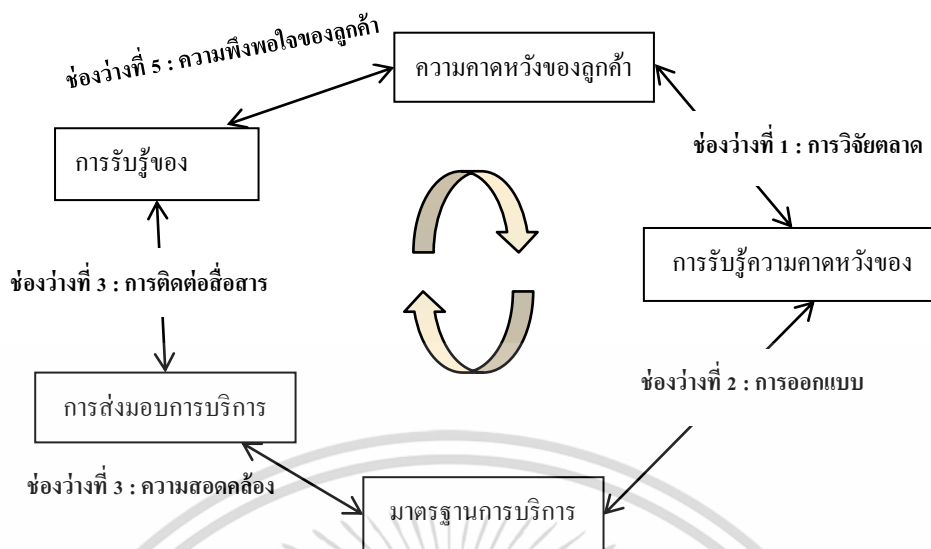 ช่องว่างที่ 5 : ความพึงพอใจของลูกค้า
ความคาดหวังของลูกค้า
การรับรู้ของ
ช่องว่างที่ 1 : การวิจัยตลาด
ช่องว่างที่ 3 : การติดต่อสื่อสาร
การรับรู้ความคาดหวังของ
ช่องว่างที่ 2 : การออกแบบ
การส่งมอบการบริการ
ช่องว่างที่ 3 : ความสอดคล้อง
มาตรฐานการบริการ